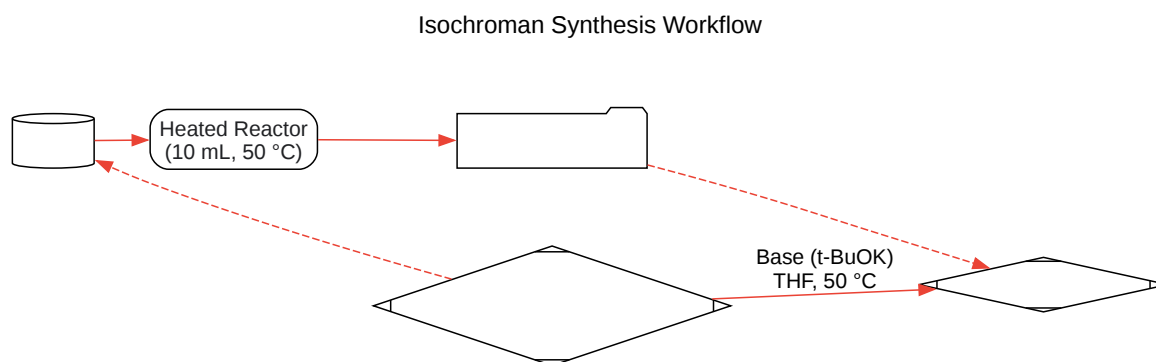 Isochroman Synthesis Workflow
Heated Reactor
(10 mL, 50 °C)
Base (t-BuOK)
THF, 50 °C